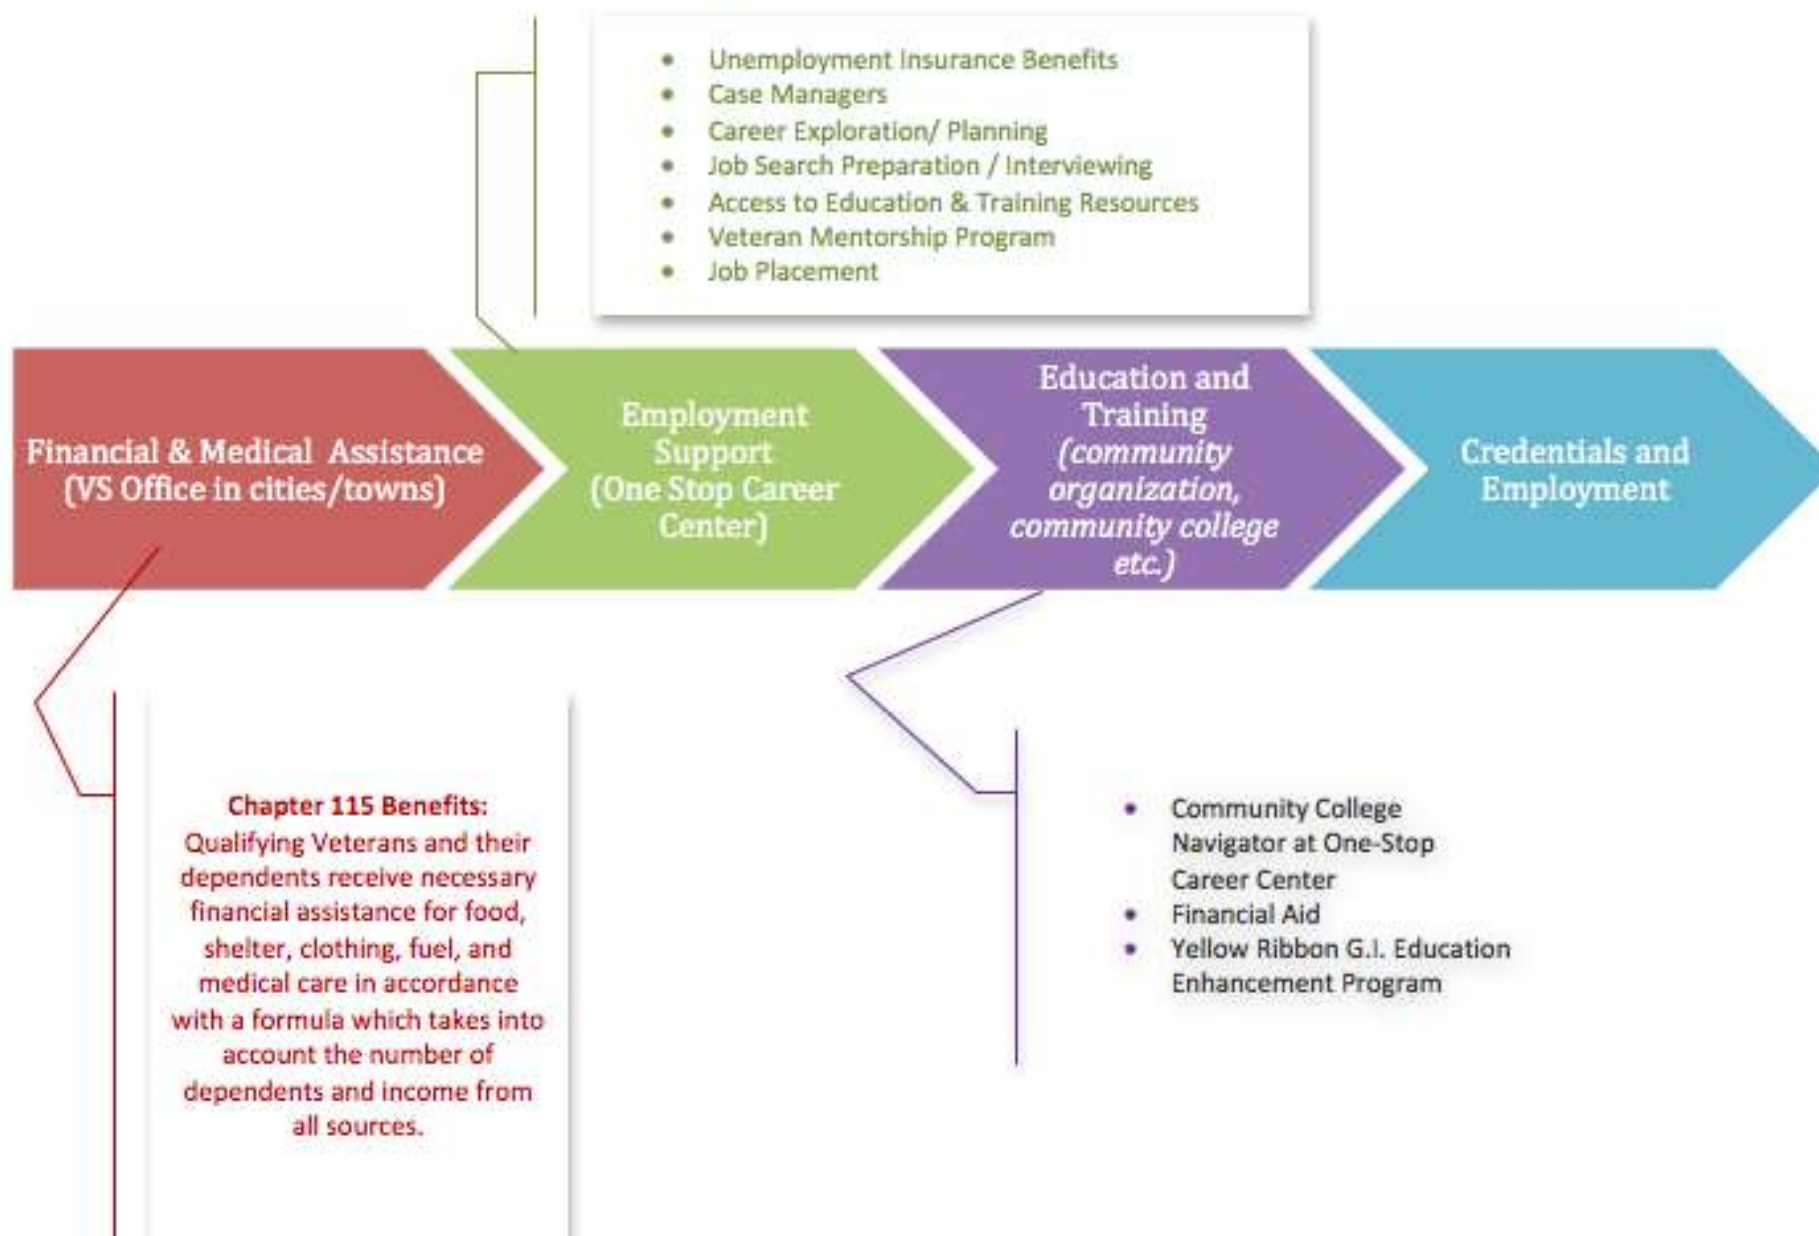 • Unemployment Insurance Benefits
• Case Managers
• Career Exploration/ Planning
• Job Search Preparation / Interviewing
• Access to Education & Training Resources
• Veteran Mentorship Program
• Job Placement
Financial & Medical Assistance
(VS Office in cities/towns)
Employment
Support
(One Stop Career
Center)
Education and
Training
(community
organization,
community college
etc.)
Credentials and
Employment
Chapter 115 Benefits:
Qualifying Veterans and their
dependents receive necessary
financial assistance for food,
shelter, clothing, fuel, and
medical care in accordance
with a formula which takes into
account the number of
dependents and income from
all sources.
• Community College
Navigator at One-Stop
Career Center
• Financial Aid
• Yellow Ribbon G.I. Education
Enhancement Program